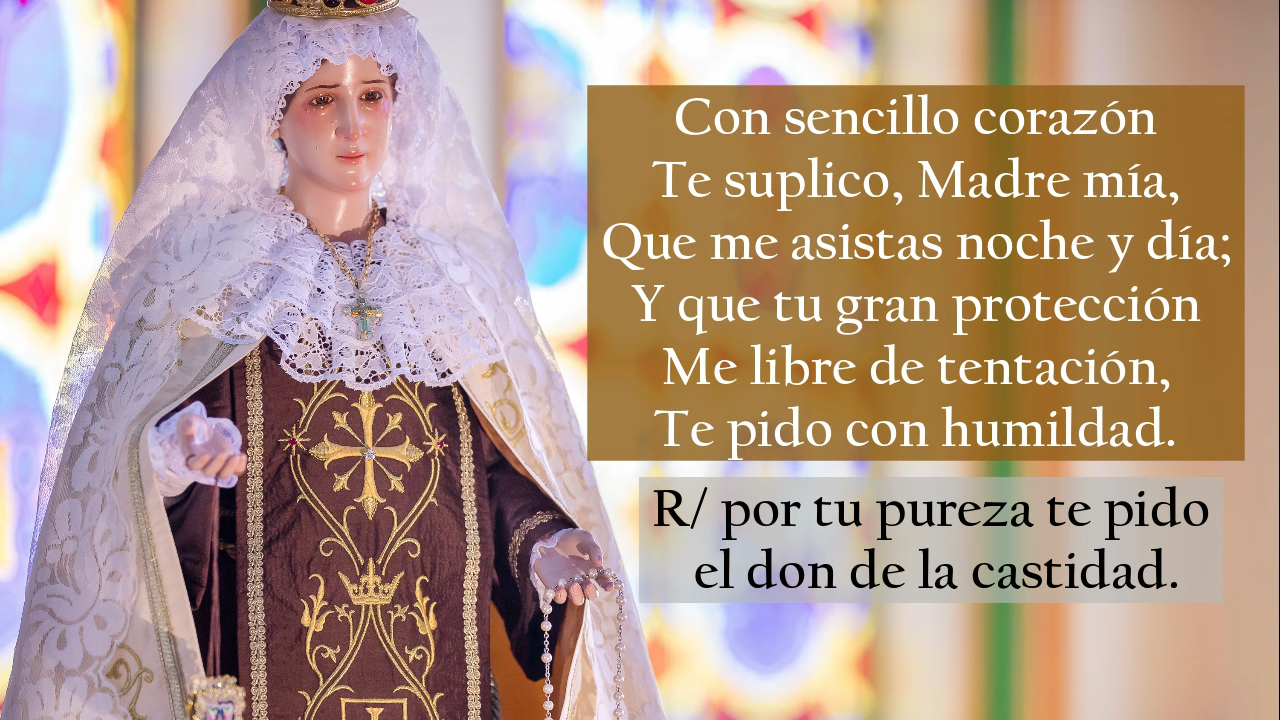 Con sencillo corazón
Te suplico, Madre mía,
Que me asistas noche y día;
Y que tu gran protección
Me libre de tentación,
Te pido con humildad.
R/ por tu pureza te pido
el don de la castidad.